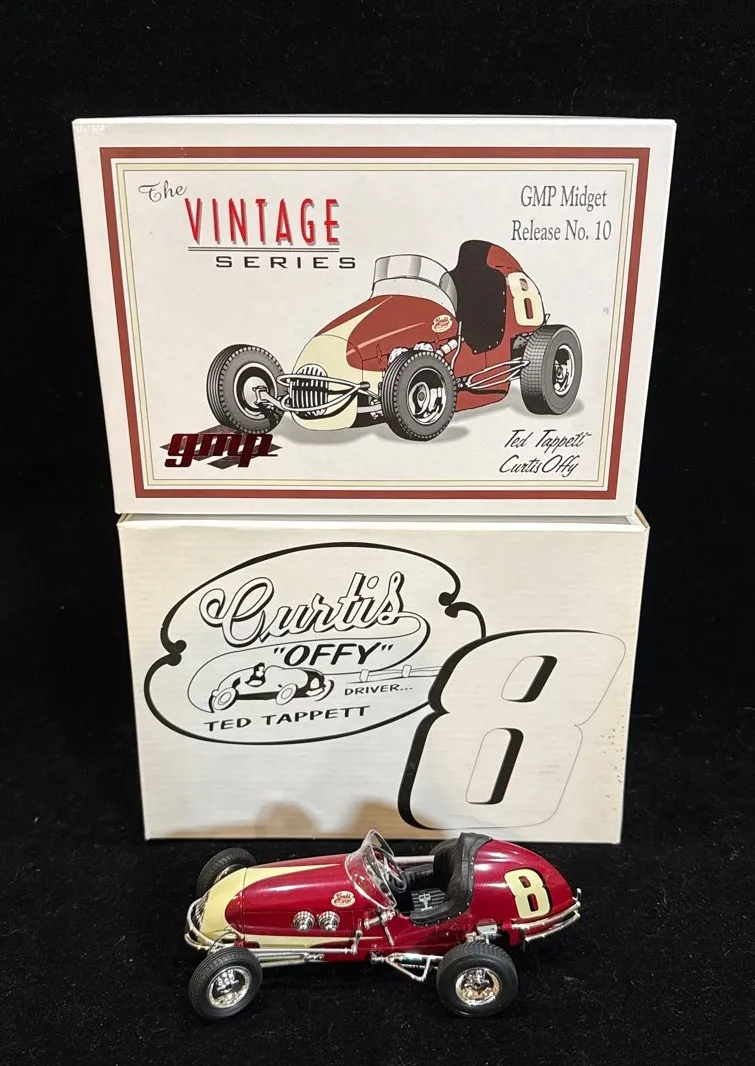 The
VINTAGE
SERIES
GMP Midget
Release No. 10
8
gmp
Ted Tappett
Curtis Offy
Curtis
"OFFY"
DRIVER...
TED TAPPETT
8
8